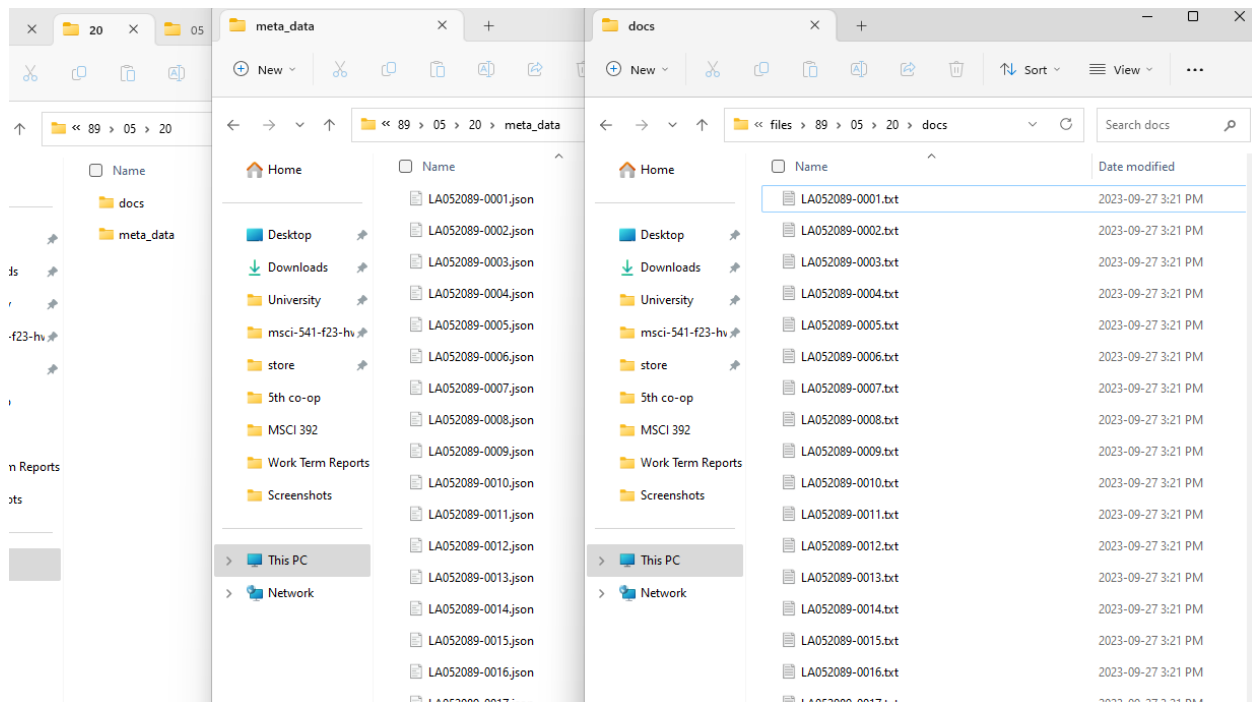 20
05
89 › 05 › 20
Name
docs
meta_data
ds
-f23-hv
n Reports
ots
meta_data
New
« 89 › 05 › 20 › meta_data
Home
Desktop
Downloads
University
msci-541-f23-hv
store
5th co-op
MSCI 392
Work Term Reports
Screenshots
This PC
Network
Name
LA052089-0001.json
LA052089-0002.json
LA052089-0003.json
LA052089-0004.json
LA052089-0005.json
LA052089-0006.json
LA052089-0007.json
LA052089-0008.json
LA052089-0009.json
LA052089-0010.json
LA052089-0011.json
LA052089-0012.json
LA052089-0013.json
LA052089-0014.json
LA052089-0015.json
LA052089-0016.json
docs
New Sort View
« files › 89 › 05 › 20 › docs Search docs
Home
Desktop
Downloads
University
msci-541-f23-hv
store
5th co-op
MSCI 392
Work Term Reports
Screenshots
This PC
Network
Name Date modified
LA052089-0001.txt 2023-09-27 3:21 PM
LA052089-0002.txt 2023-09-27 3:21 PM
LA052089-0003.txt 2023-09-27 3:21 PM
LA052089-0004.txt 2023-09-27 3:21 PM
LA052089-0005.txt 2023-09-27 3:21 PM
LA052089-0006.txt 2023-09-27 3:21 PM
LA052089-0007.txt 2023-09-27 3:21 PM
LA052089-0008.txt 2023-09-27 3:21 PM
LA052089-0009.txt 2023-09-27 3:21 PM
LA052089-0010.txt 2023-09-27 3:21 PM
LA052089-0011.txt 2023-09-27 3:21 PM
LA052089-0012.txt 2023-09-27 3:21 PM
LA052089-0013.txt 2023-09-27 3:21 PM
LA052089-0014.txt 2023-09-27 3:21 PM
LA052089-0015.txt 2023-09-27 3:21 PM
LA052089-0016.txt 2023-09-27 3:21 PM